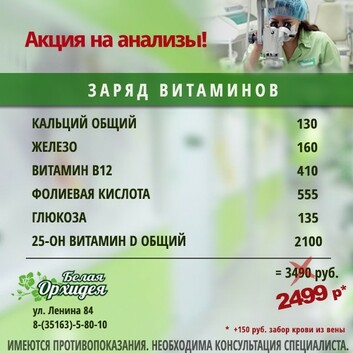 Акция на анализы!
ЗАРЯД ВИТАМИНОВ
КАЛЬЦИЙ ОБЩИЙ 130
ЖЕЛЕЗО 160
ВИТАМИН B12 410
ФОЛИЕВАЯ КИСЛОТА 555
ГЛЮКОЗА 135
25-ОН ВИТАМИН D ОБЩИЙ 2100
= 3490 руб.
2499 р*
Белая
Орхидея
ул. Ленина 84
8-(35163)-5-80-10
* +150 руб. забор крови из вены
ИМЕЮТСЯ ПРОТИВОПОКАЗАНИЯ. НЕОБХОДИМА КОНСУЛЬТАЦИЯ СПЕЦИАЛИСТА.